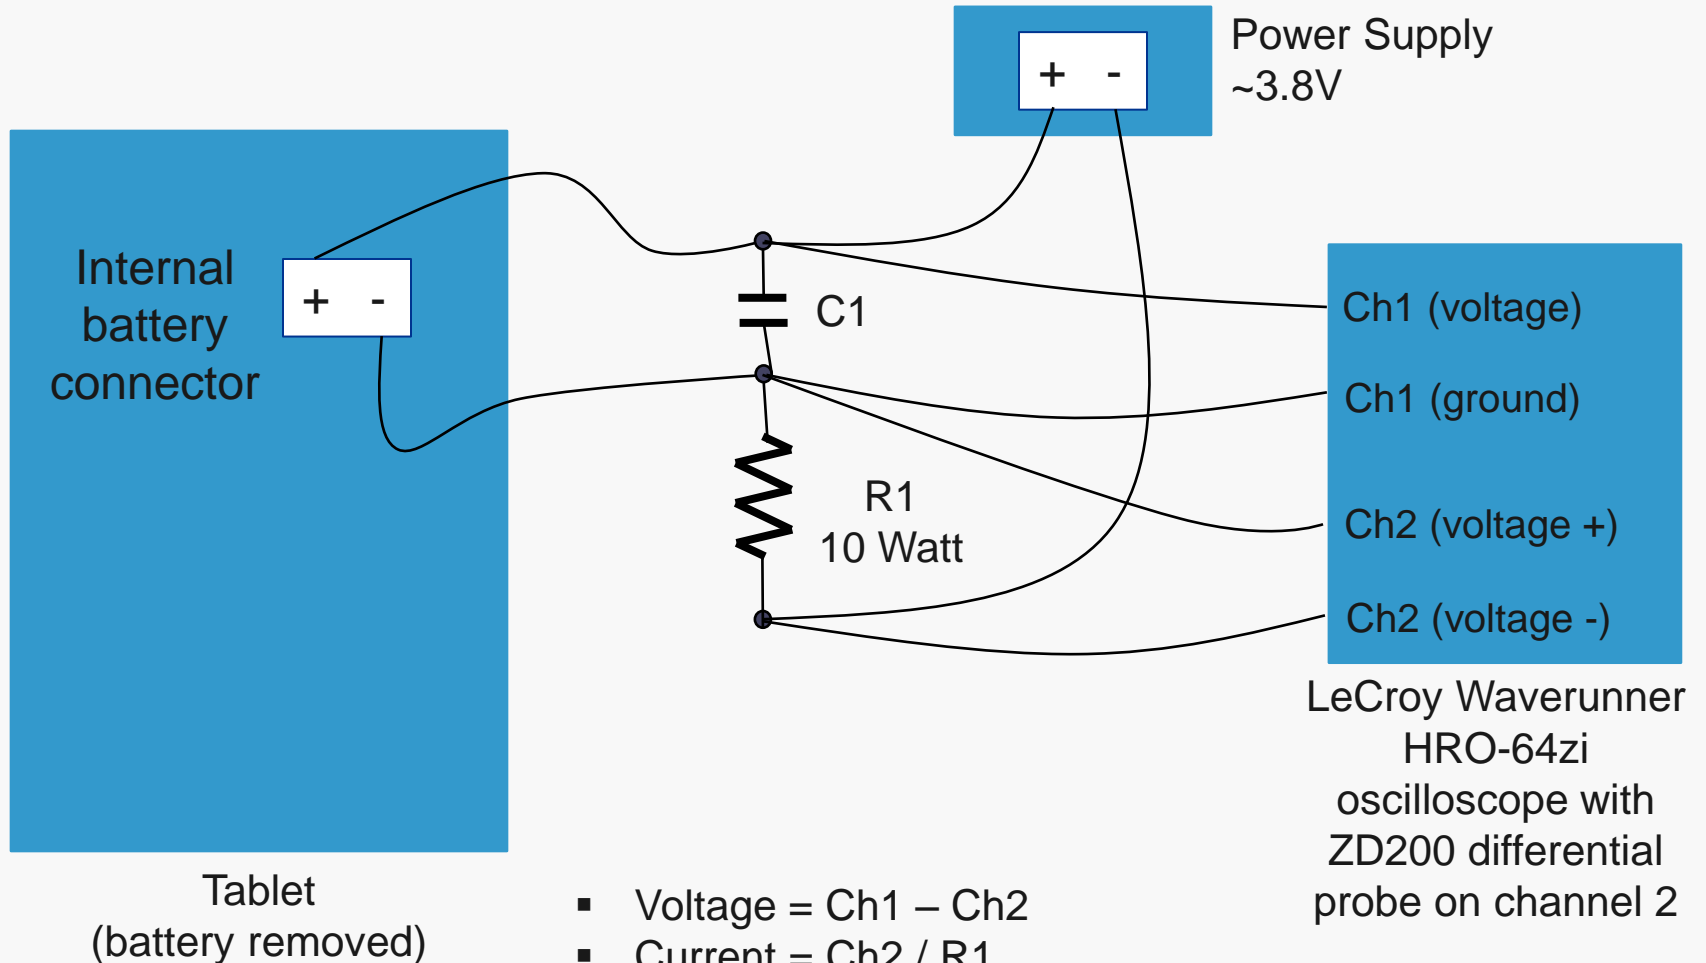 Power Supply
~3.8V
+ -
Internal
battery
connector
+ -
C1
R1
10 Watt
Ch1 (voltage)
Ch1 (ground)
Ch2 (voltage +)
Ch2 (voltage -)
LeCroy Waverunner
HRO-64zi
oscilloscope with
ZD200 differential
probe on channel 2
Tablet
(battery removed)
▪ Voltage = Ch1 – Ch2
▪ Current = Ch2 / R1